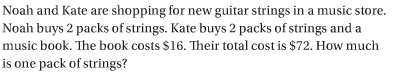 Noah and Kate are shopping for new guitar strings in a music store.
Noah buys 2 packs of strings. Kate buys 2 packs of strings and a
music book. The book costs $16. Their total cost is $72. How much
is one pack of strings?